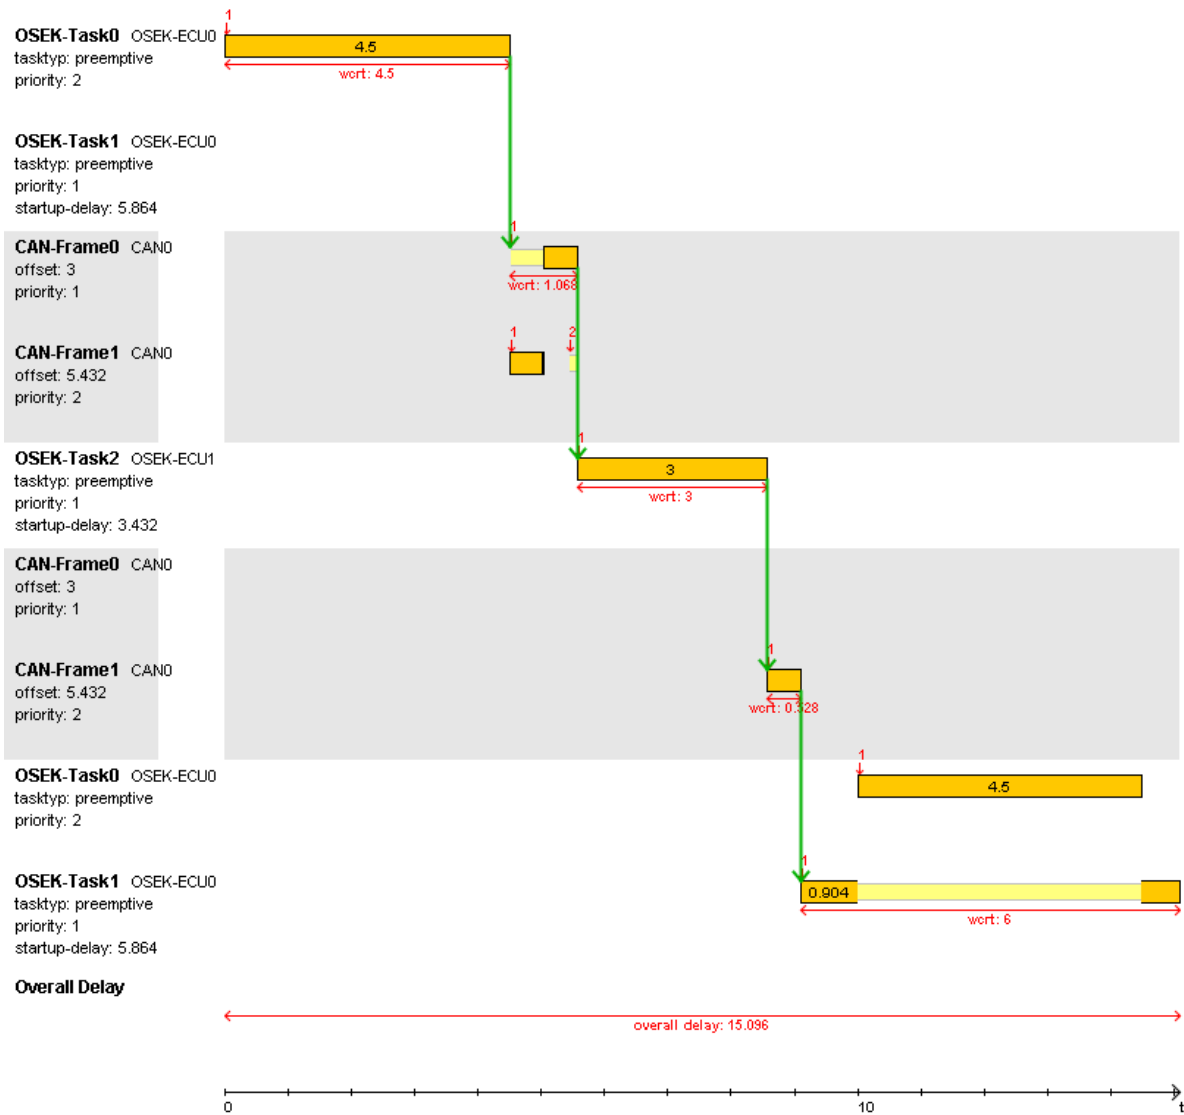 1
OSEK-Task0 OSEK-ECU0
4.5
tasktyp: preemptive
wcrt: 4.5
priority: 2
OSEK-Task1 OSEK-ECU0
tasktyp: preemptive
priority: 1
startup-delay: 5.864
1
CAN-Frame0 CAN0
offset: 3
wcrt: 1.068
priority: 1
1 2
CAN-Frame1 CAN0
offset: 5.432
priority: 2
1
OSEK-Task2 OSEK-ECU1
3
tasktyp: preemptive
wcrt: 3
priority: 1
startup-delay: 3.432
CAN-Frame0 CAN0
offset: 3
priority: 1
1
CAN-Frame1 CAN0
offset: 5.432
wcrt: 0.528
priority: 2
1
OSEK-Task0 OSEK-ECU0
4.5
tasktyp: preemptive
priority: 2
1
OSEK-Task1 OSEK-ECU0
0.904
tasktyp: preemptive
wcrt: 6
priority: 1
startup-delay: 5.864
Overall Delay
overall delay: 15.096
0 10 t